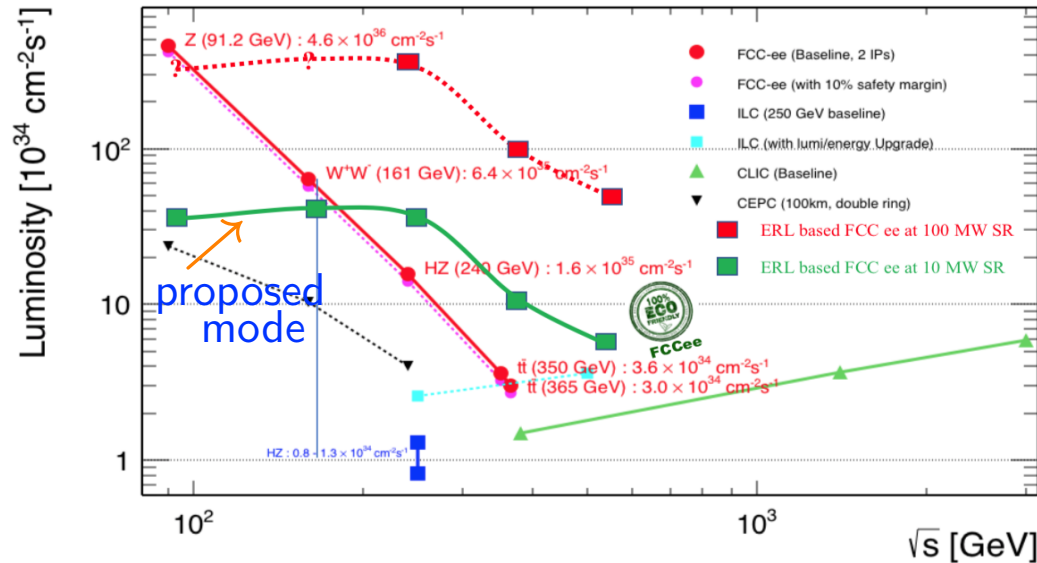 Luminosity [10³⁴ cm⁻²s⁻¹]
10²
10
1
Z (91.2 GeV) : 4.6 × 10³⁶ cm⁻²s⁻¹
?
?
W⁺W⁻ (161 GeV): 6.4 × 10³⁵ cm⁻²s⁻¹
HZ (240 GeV) : 1.6 × 10³⁵ cm⁻²s⁻¹
tt̄ (350 GeV) : 3.6 × 10³⁴ cm⁻²s⁻¹
tt̄ (365 GeV) : 3.0 × 10³⁴ cm⁻²s⁻¹
HZ : 0.8 - 1.3 × 10³⁴ cm⁻²s⁻¹
proposed
mode
FCC-ee (Baseline, 2 IPs)
FCC-ee (with 10% safety margin)
ILC (250 GeV baseline)
ILC (with lumi/energy Upgrade)
CLIC (Baseline)
CEPC (100km, double ring)
ERL based FCC ee at 100 MW SR
ERL based FCC ee at 10 MW SR
100%
ECO
FRIENDLY
FCCee
10²
10³
√s [GeV]